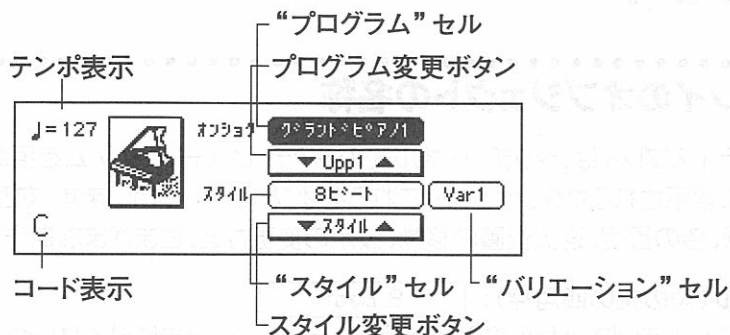 “プログラム” セル
テンポ表示
プログラム変更ボタン
♩= 127
オンショク
グランドピアノ1
▼ Upp1 ▲
スタイル
8ビート
Var1
▼ スタイル ▲
C
コード表示
“スタイル” セル
“バリエーション” セル
スタイル変更ボタン